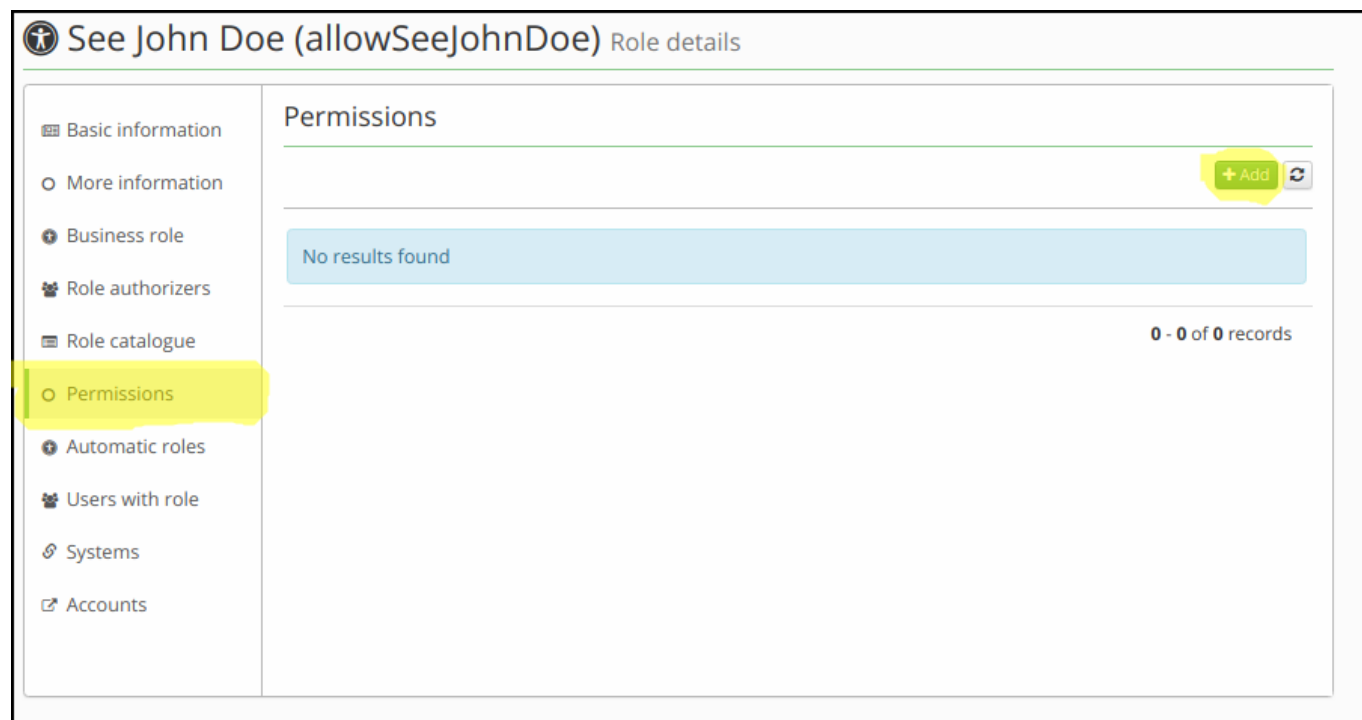 See John Doe (allowSeeJohnDoe) Role details
Basic information
More information
Business role
Role authorizers
Role catalogue
Permissions
Automatic roles
Users with role
Systems
Accounts
Permissions
+ Add
No results found
0 - 0 of 0 records